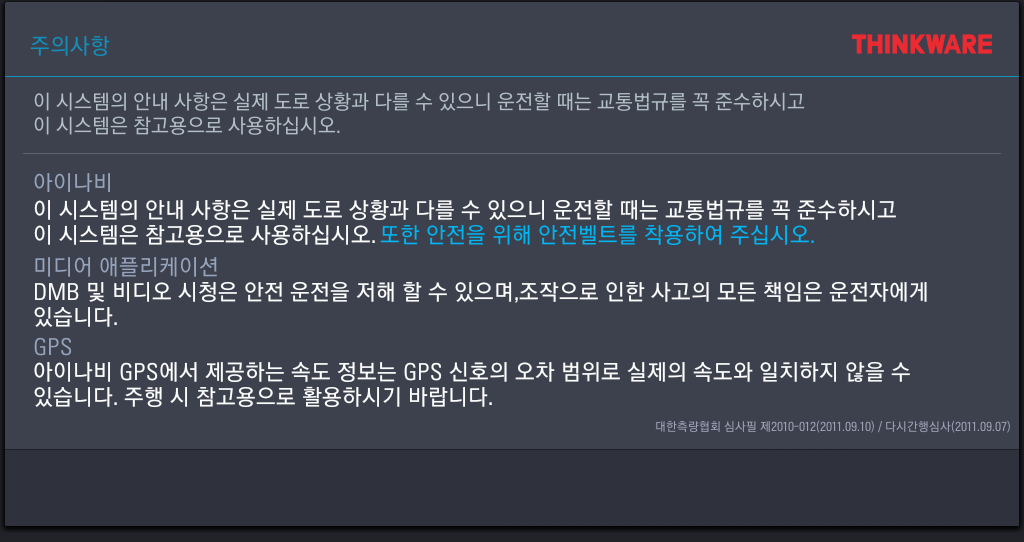 주의사항
THINKWARE
이 시스템의 안내 사항은 실제 도로 상황과 다를 수 있으니 운전할 때는 교통법규를 꼭 준수하시고
이 시스템은 참고용으로 사용하십시오.
아이나비
이 시스템의 안내 사항은 실제 도로 상황과 다를 수 있으니 운전할 때는 교통법규를 꼭 준수하시고
이 시스템은 참고용으로 사용하십시오. 또한 안전을 위해 안전벨트를 착용하여 주십시오.
미디어 애플리케이션
DMB 및 비디오 시청은 안전 운전을 저해 할 수 있으며,조작으로 인한 사고의 모든 책임은 운전자에게
있습니다.
GPS
아이나비 GPS에서 제공하는 속도 정보는 GPS 신호의 오차 범위로 실제의 속도와 일치하지 않을 수
있습니다. 주행 시 참고용으로 활용하시기 바랍니다.
대한측량협회 심사필 제2010-012(2011.09.10) / 다시간행심사(2011.09.07)